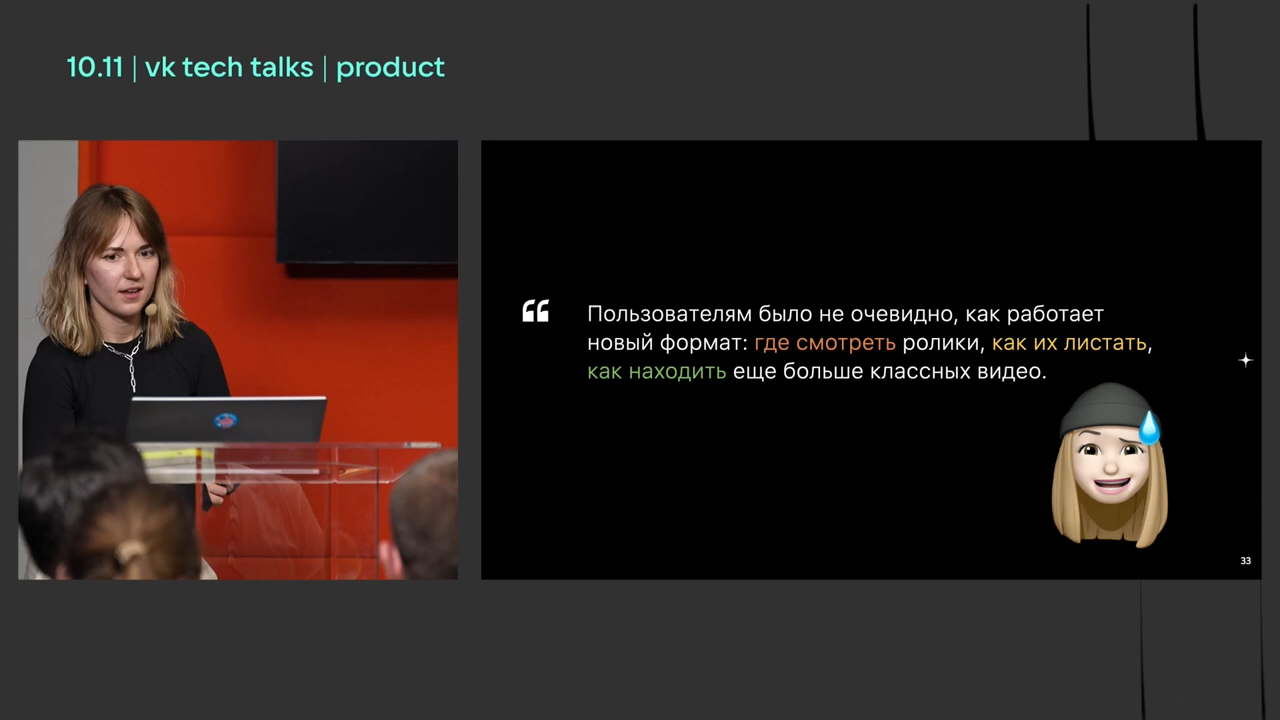 10.11 | vk tech talks | product
“ Пользователям было не очевидно, как работает
новый формат: где смотреть ролики, как их листать,
как находить еще больше классных видео.
33